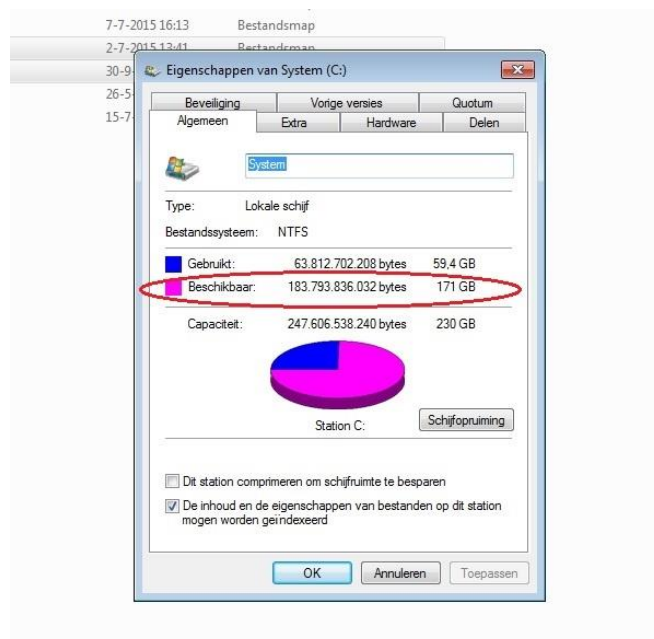 7-7-2015 16:13 Bestandsmap
2-7-2015 13:41 Bestandsmap
30-9-
26-5-
15-7-
Eigenschappen van System (C:)
Beveiliging Vorige versies Quotum
Algemeen Extra Hardware Delen
System
Type: Lokale schijf
Bestandssysteem: NTFS
Gebruikt: 63.812.702.208 bytes 59,4 GB
Beschikbaar: 183.793.836.032 bytes 171 GB
Capaciteit: 247.606.538.240 bytes 230 GB
Station C:
Schijfopruiming
Dit station comprimeren om schijfruimte te besparen
De inhoud en de eigenschappen van bestanden op dit station
mogen worden geïndexeerd
OK Annuleren Toepassen